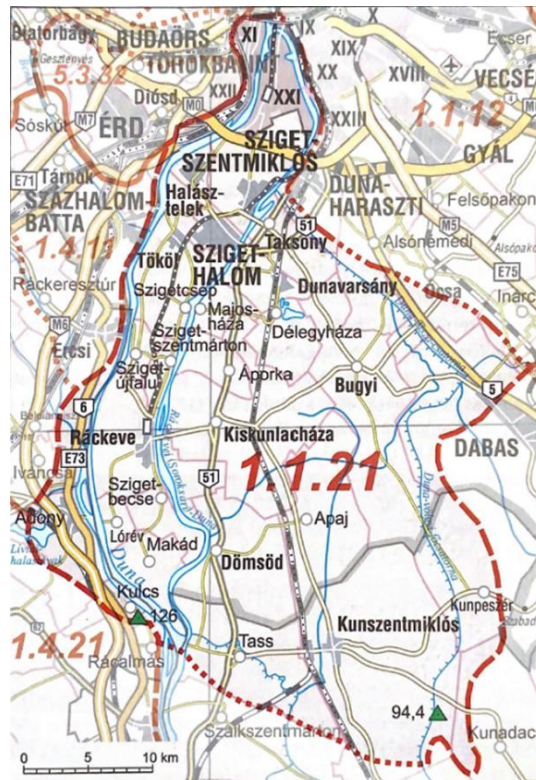 Biatorbágy
BUDAÖRS
XI
IX
X
Ecser
Gesztenyés
TÖRÖKBÁLINT
XIX
XX
XVIII
VECSÉS
5.3.32
XXII
Diósd
M0
XXI
XXIII
4
Sóskút
M7
ÉRD
1.1.12
SZIGET
SZENTMIKLÓS
GYÁL
E71
Tárnok
SZÁZHALOM-
BATTA
Halász-
telek
DUNA-
HARASZTI
Felsőpakony
M5
51
Taksony
1.4.11
SZIGET-
HALOM
Alsónémedi
Alsópakony
Tököl
E75
Ráckeresztúr
Szigetcsép
Dunavarsány
Ócsa
Inárcs
Majos-
háza
M6
Délegyháza
Sziget-
szentmárton
Ercsi
Sziget-
újfalu
Áporka
Bugyi
5
6
Ráckeve
Kiskunlacháza
DABAS
E73
Iváncsa
51
1.1.21
Sziget-
becse
Adony
Lórév
Apaj
Makád
Duna
Dömsöd
Kulcs
126
Kunpeszér
Kunszentmiklós
1.4.21
Rácalmás
Tass
94,4
Szalkszentmárton
Kunadacs
0 5 10 km